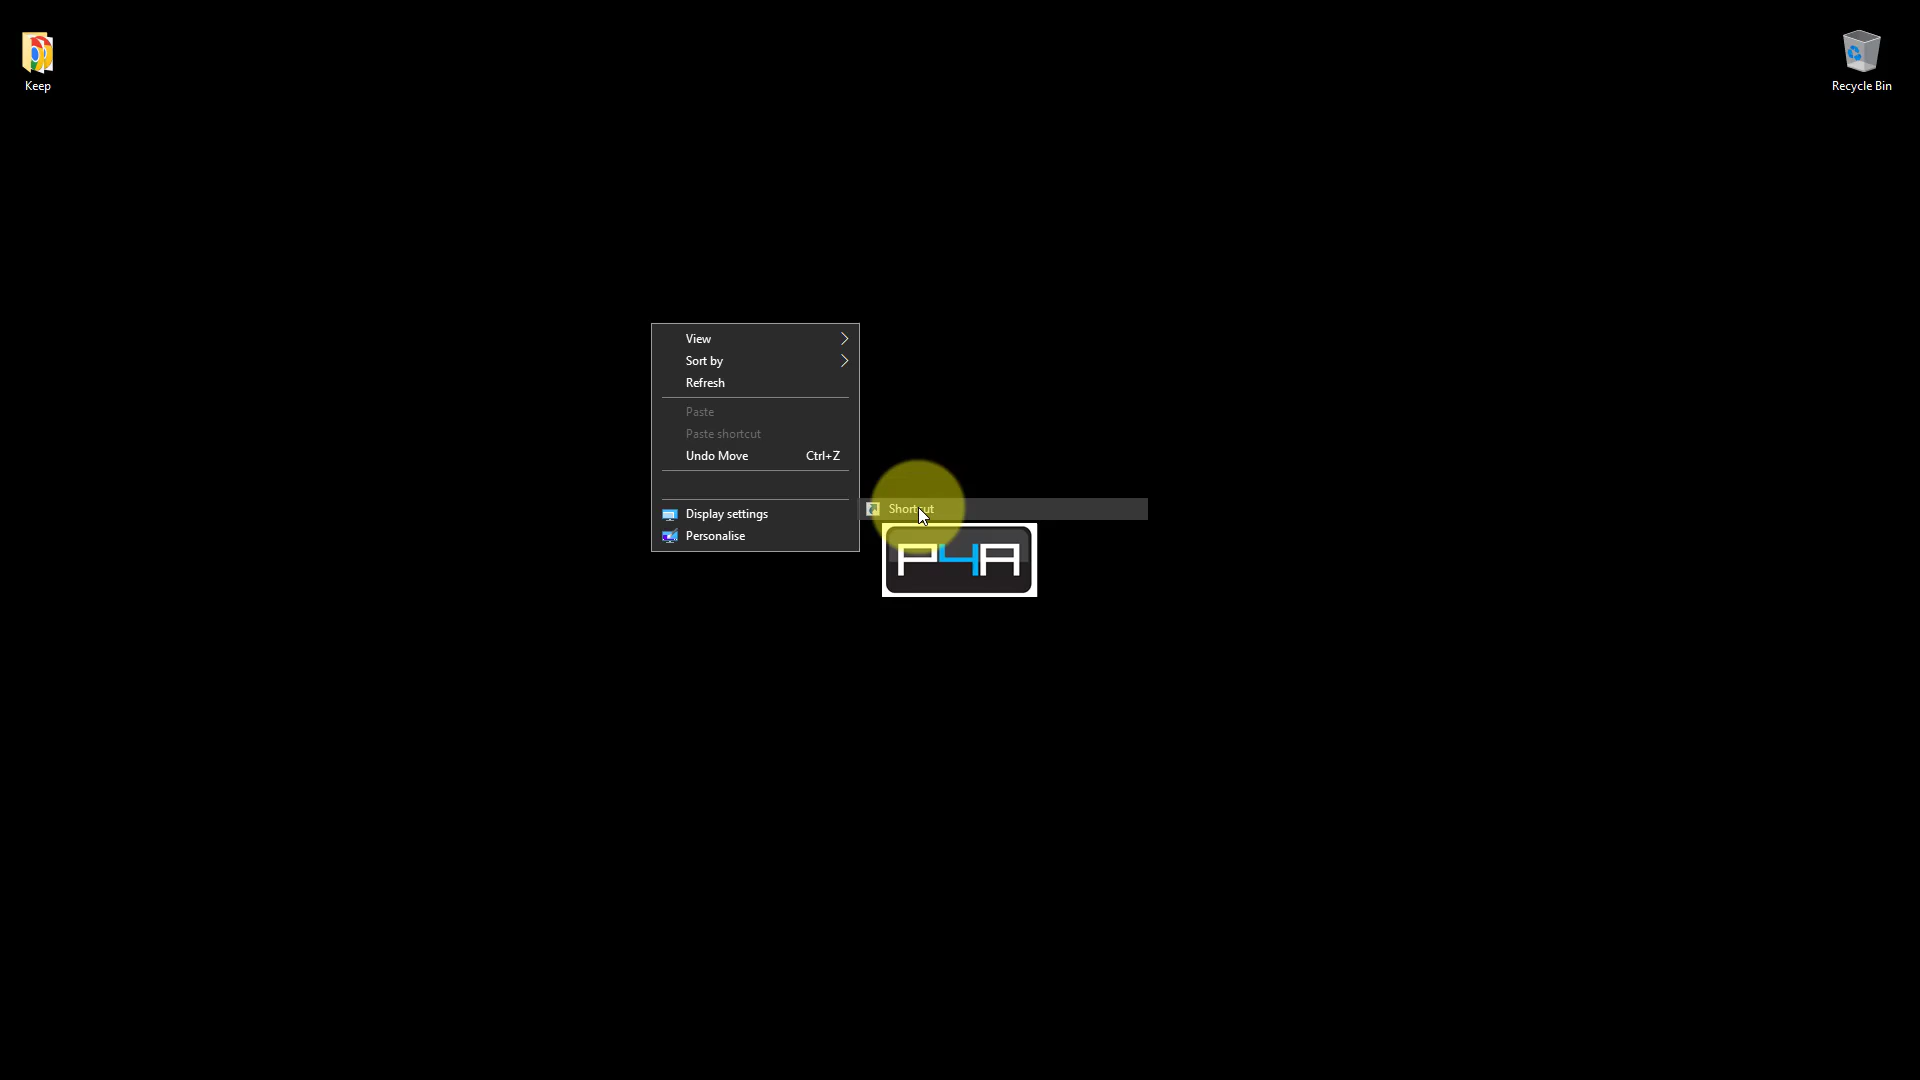 Keep
Recycle Bin
View
Sort by
Refresh
Paste
Paste shortcut
Undo Move Ctrl+Z
Shortcut
Display settings
Personalise
P4A